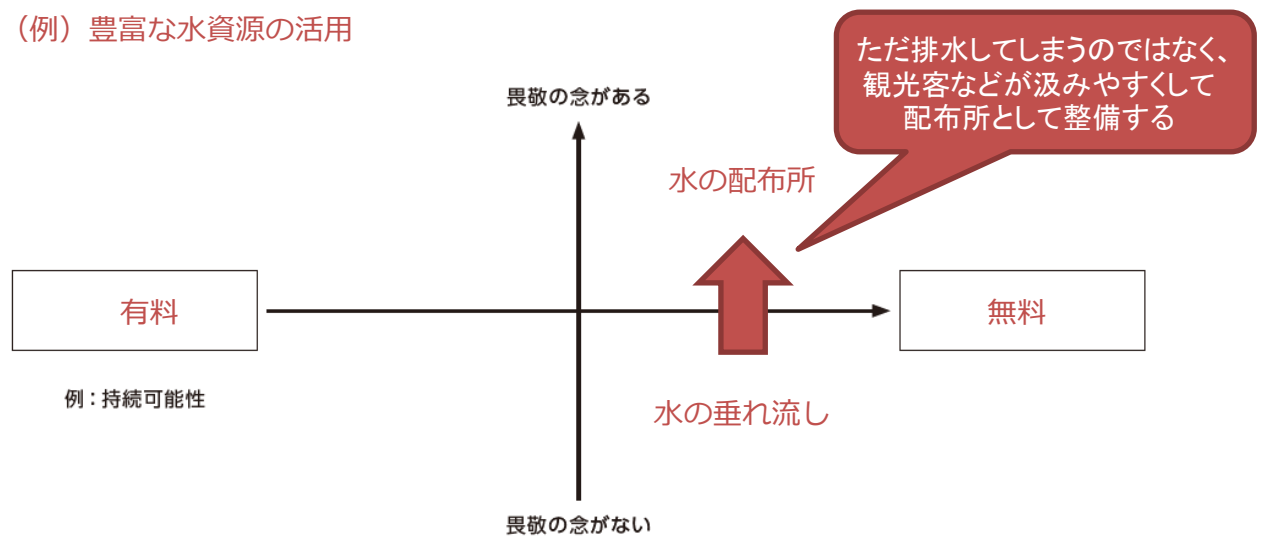 （例）豊富な水資源の活用
ただ排水してしまうのではなく、
観光客などが汲みやすくして
配布所として整備する
畏敬の念がある
水の配布所
有料
無料
例：持続可能性
水の垂れ流し
畏敬の念がない